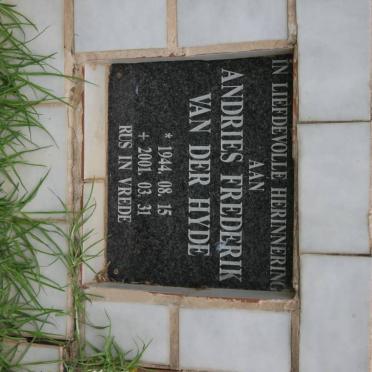 IN LIEFDEVOLLE HERINNERING
AAN
ANDRIES FREDERIK
VAN DER HYDE
* 1944. 08. 15
+ 2001. 03. 31
RUS IN VREDE